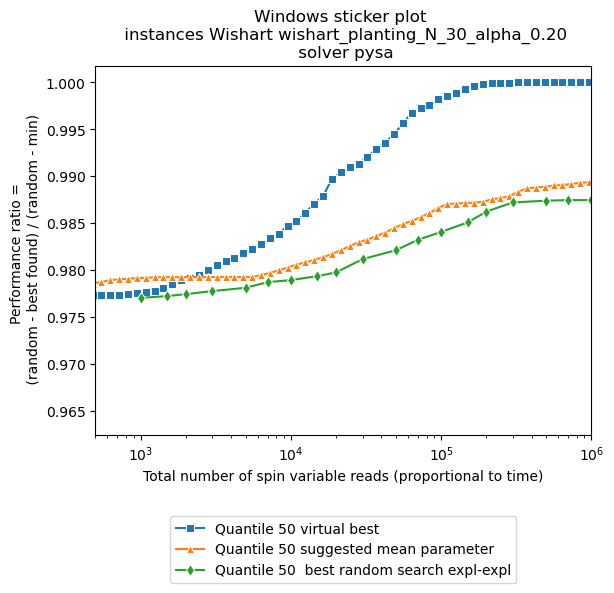 Windows sticker plot
instances Wishart wishart_planting_N_30_alpha_0.20
solver pysa
Performance ratio =
(random - best found) / (random - min)
1.000
0.995
0.990
0.985
0.980
0.975
0.970
0.965
10³
10⁴
10⁵
10⁶
Total number of spin variable reads (proportional to time)
Quantile 50 virtual best
Quantile 50 suggested mean parameter
Quantile 50  best random search expl-expl